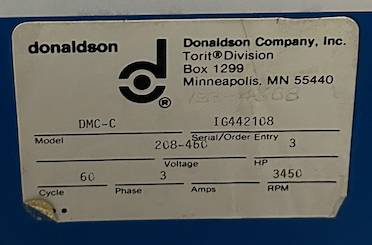 donaldson
Donaldson Company, Inc.
Torit® Division
Box 1299
Minneapolis, MN 55440
DMC-C IG442108
Model Serial/Order Entry
208-460 3
Voltage HP
60 3 3450
Cycle Phase Amps RPM